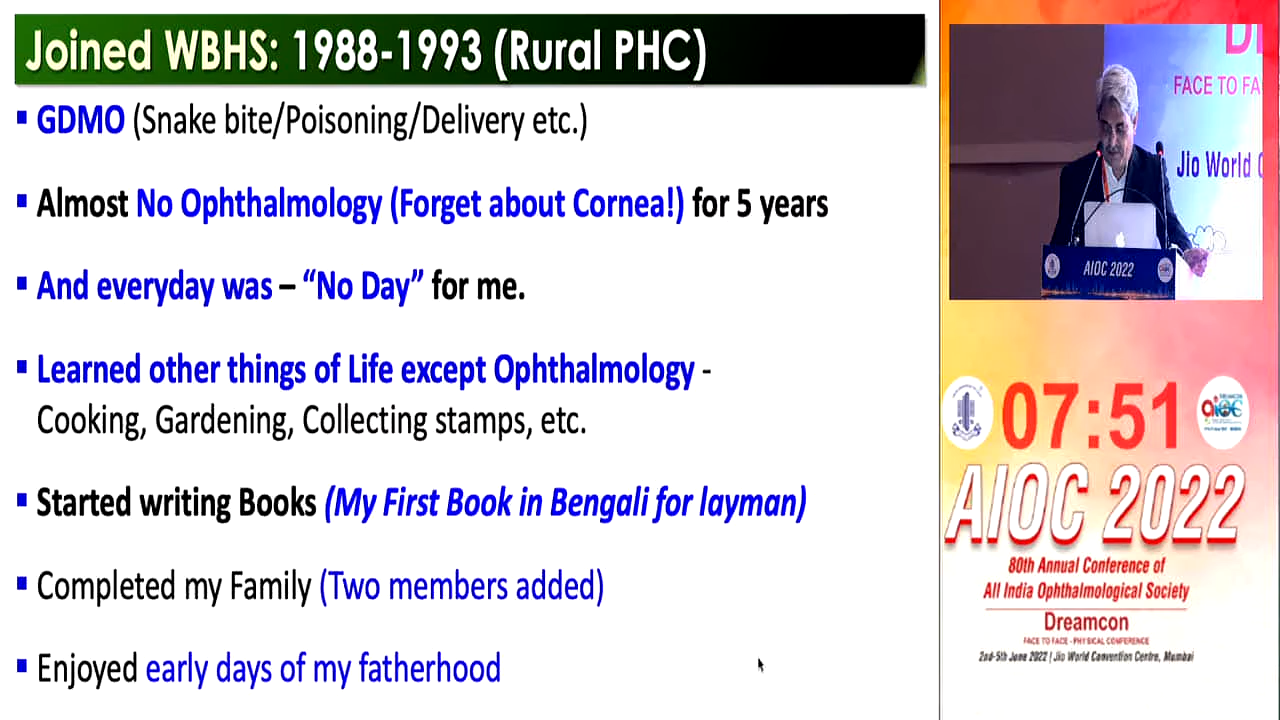 Joined WBHS: 1988-1993 (Rural PHC)
GDMO (Snake bite/Poisoning/Delivery etc.)
Almost No Ophthalmology (Forget about Cornea!) for 5 years
And everyday was – “No Day” for me.
Learned other things of Life except Ophthalmology -
Cooking, Gardening, Collecting stamps, etc.
Started writing Books (My First Book in Bengali for layman)
Completed my Family (Two members added)
Enjoyed early days of my fatherhood
FACE TO FA
Jio World C
AIOC 2022
07:51
AIOC 2022
80th Annual Conference of
All India Ophthalmological Society
Dreamcon
FACE TO FACE - PHYSICAL CONFERENCE
2nd-5th June 2022 | Jio World Convention Centre, Mumbai